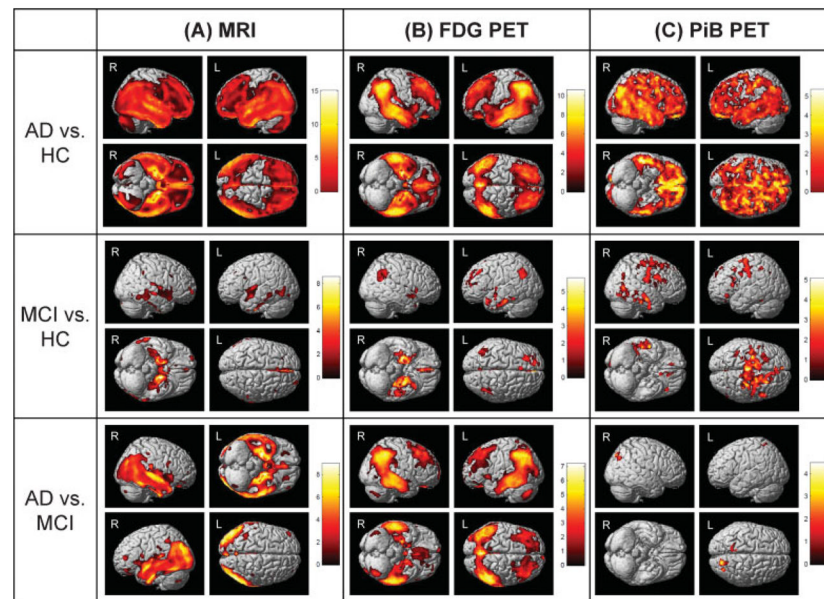 (A) MRI (B) FDG PET (C) PiB PET
AD vs.
HC
R L 15 10 5 0
R L
R L 10 8 6 4 2 0
R L
R L 5 4 3 2 1 0
R L
MCI vs.
HC
R L 8 6 4 2 0
R L
R L 5 4 3 2 1 0
R L
R L 5 4 3 2 1 0
R L
AD vs.
MCI
R L 8 6 4 2 0
R L
R L 7 6 5 4 3 2 1 0
R L
R L 4 3 2 1 0
R L